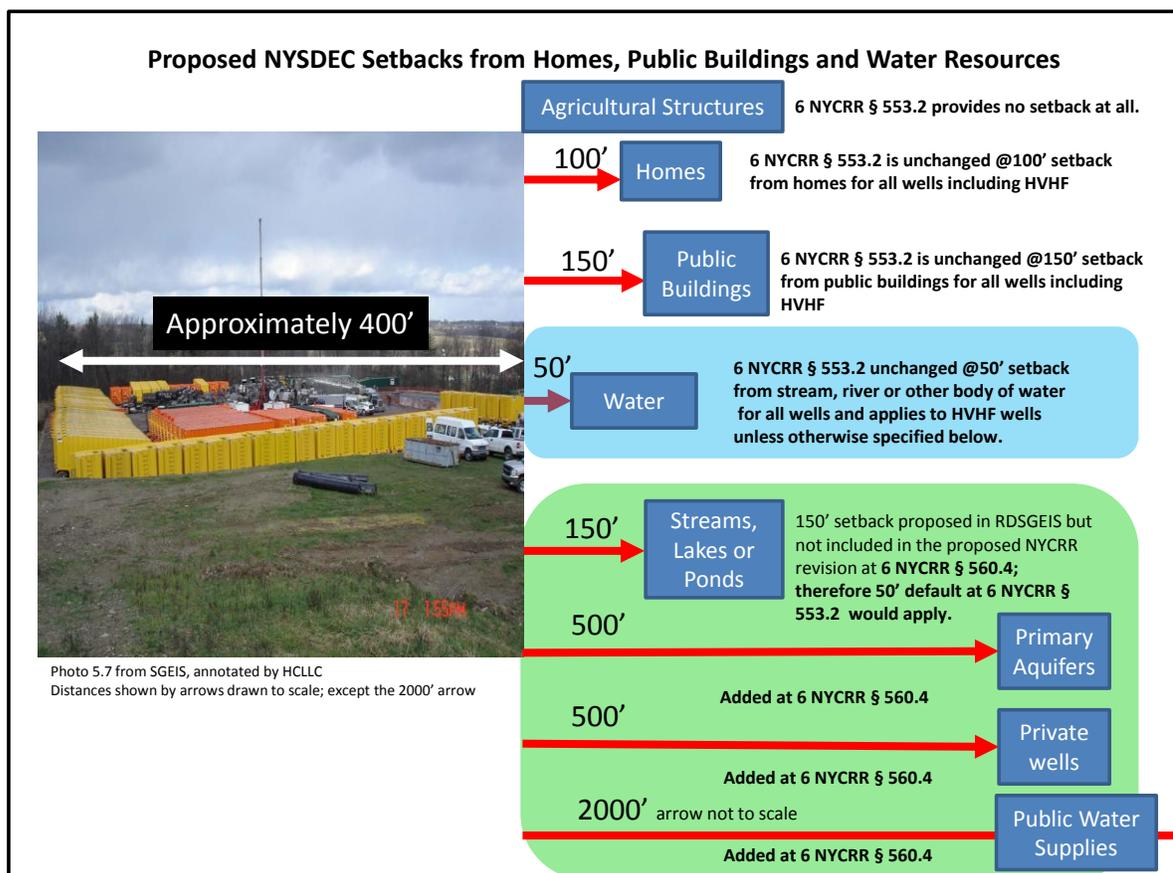 Proposed NYSDEC Setbacks from Homes, Public Buildings and Water Resources
Agricultural Structures
6 NYCRR § 553.2 provides no setback at all.
100’
Homes
6 NYCRR § 553.2 is unchanged @100’ setback
from homes for all wells including HVHF
150’
Public
Buildings
6 NYCRR § 553.2 is unchanged @150’ setback
from public buildings for all wells including
HVHF
Approximately 400’
50’
Water
6 NYCRR § 553.2 unchanged @50’ setback
from stream, river or other body of water
for all wells and applies to HVHF wells
unless otherwise specified below.
150’
Streams,
Lakes or
Ponds
150’ setback proposed in RDSGEIS but
not included in the proposed NYCRR
revision at 6 NYCRR § 560.4;
therefore 50’ default at 6 NYCRR §
553.2 would apply.
17 1:55PM
Photo 5.7 from SGEIS, annotated by HCLLC
Distances shown by arrows drawn to scale; except the 2000’ arrow
500’
Primary
Aquifers
Added at 6 NYCRR § 560.4
500’
Private
wells
Added at 6 NYCRR § 560.4
2000’ arrow not to scale
Public Water
Supplies
Added at 6 NYCRR § 560.4